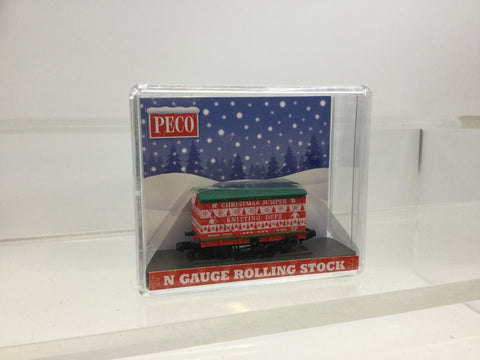 PECO
CHRISTMAS JUMPER
KNITTING DEPT
N GAUGE ROLLING STOCK